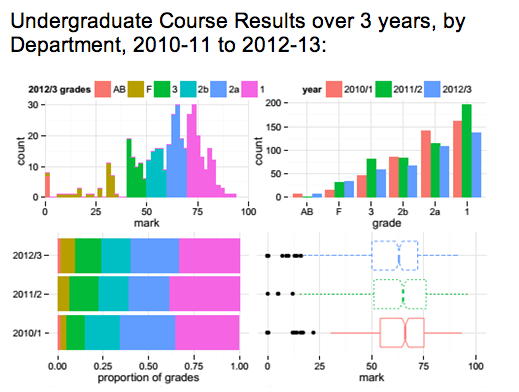 Undergraduate Course Results over 3 years, by
Department, 2010-11 to 2012-13:
2012/3 grades AB F 3 2b 2a 1
30
20
10
0
count
0 25 50 75 100
mark
year 2010/1 2011/2 2012/3
200
150
100
50
0
count
AB F 3 2b 2a 1
grade
2012/3
2011/2
2010/1
0.00 0.25 0.50 0.75 1.00
proportion of grades
0 25 50 75 100
mark